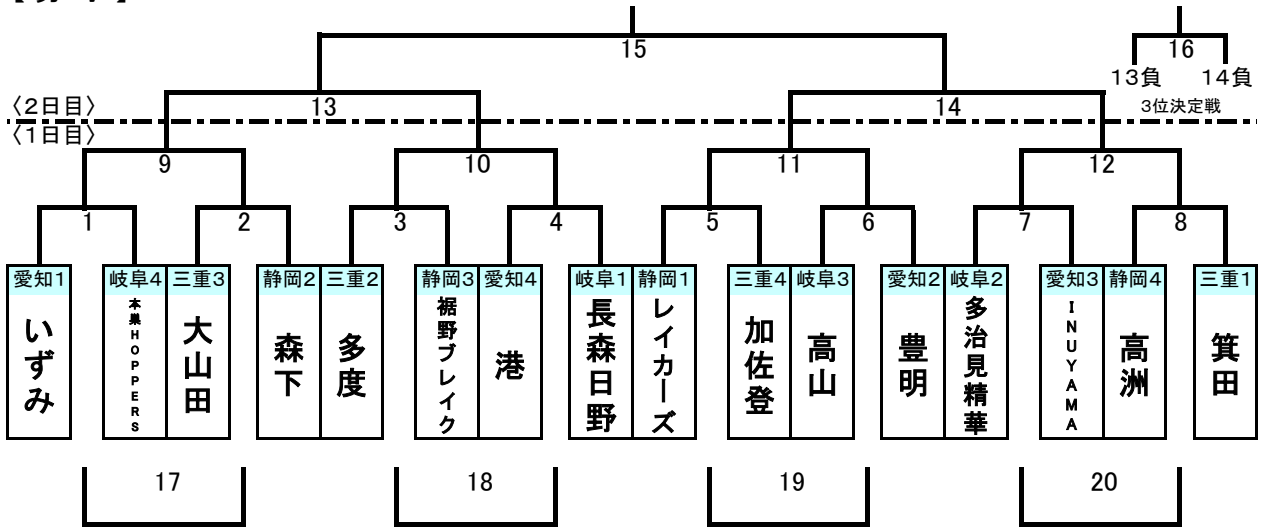 15
16
13負 14負
〈2日目〉
13
14
3位決定戦
〈1日目〉
9
10
11
12
1
2
3
4
5
6
7
8
愛知1
岐阜4
三重3
静岡2
三重2
静岡3
愛知4
岐阜1
静岡1
三重4
岐阜3
愛知2
岐阜2
愛知3
静岡4
三重1
いずみ
本巣HOPPERS
大山田
森下
多度
裾野ブレイク
港
長森日野
レイカーズ
加佐登
高山
豊明
多治見精華
INUYAMA
高洲
箕田
17
18
19
20